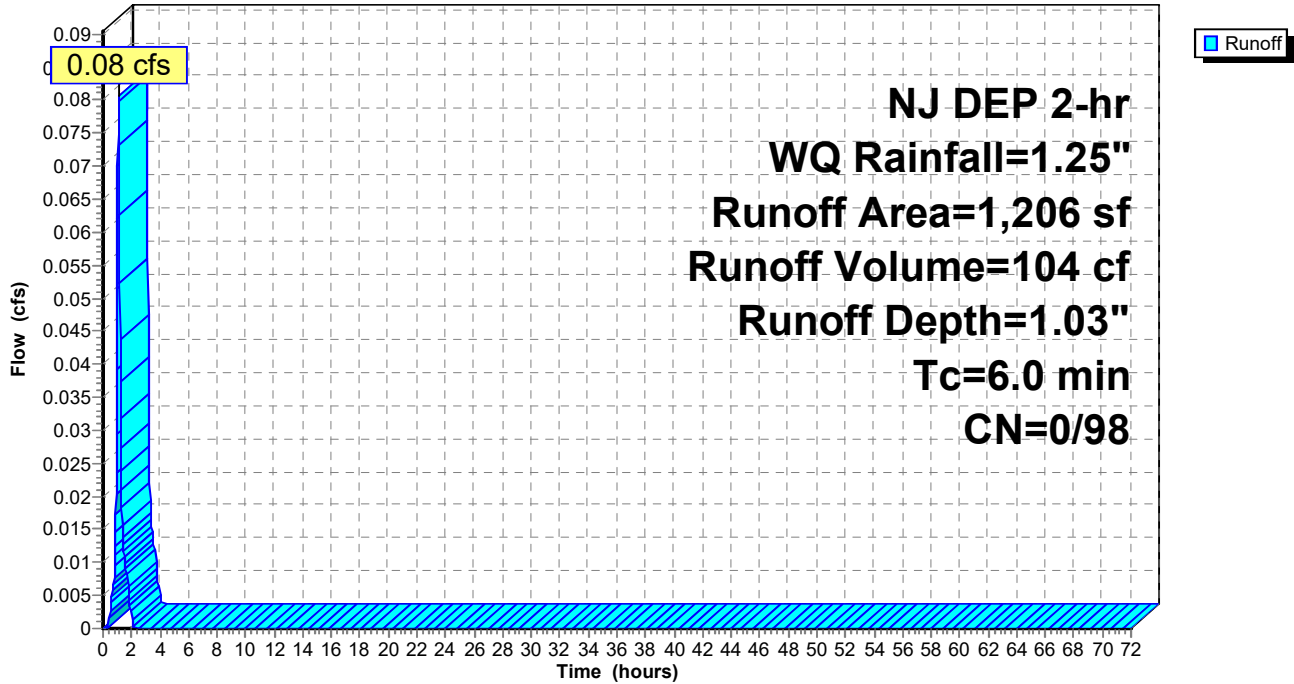 0.09
0.08 cfs
0.08
0.075
0.07
0.065
0.06
0.055
0.05
0.045
0.04
0.035
0.03
0.025
0.02
0.015
0.01
0.005
0
Flow (cfs)
NJ DEP 2-hr
WQ Rainfall=1.25"
Runoff Area=1,206 sf
Runoff Volume=104 cf
Runoff Depth=1.03"
Tc=6.0 min
CN=0/98
Runoff
0 2 4 6 8 10 12 14 16 18 20 22 24 26 28 30 32 34 36 38 40 42 44 46 48 50 52 54 56 58 60 62 64 66 68 70 72
Time (hours)